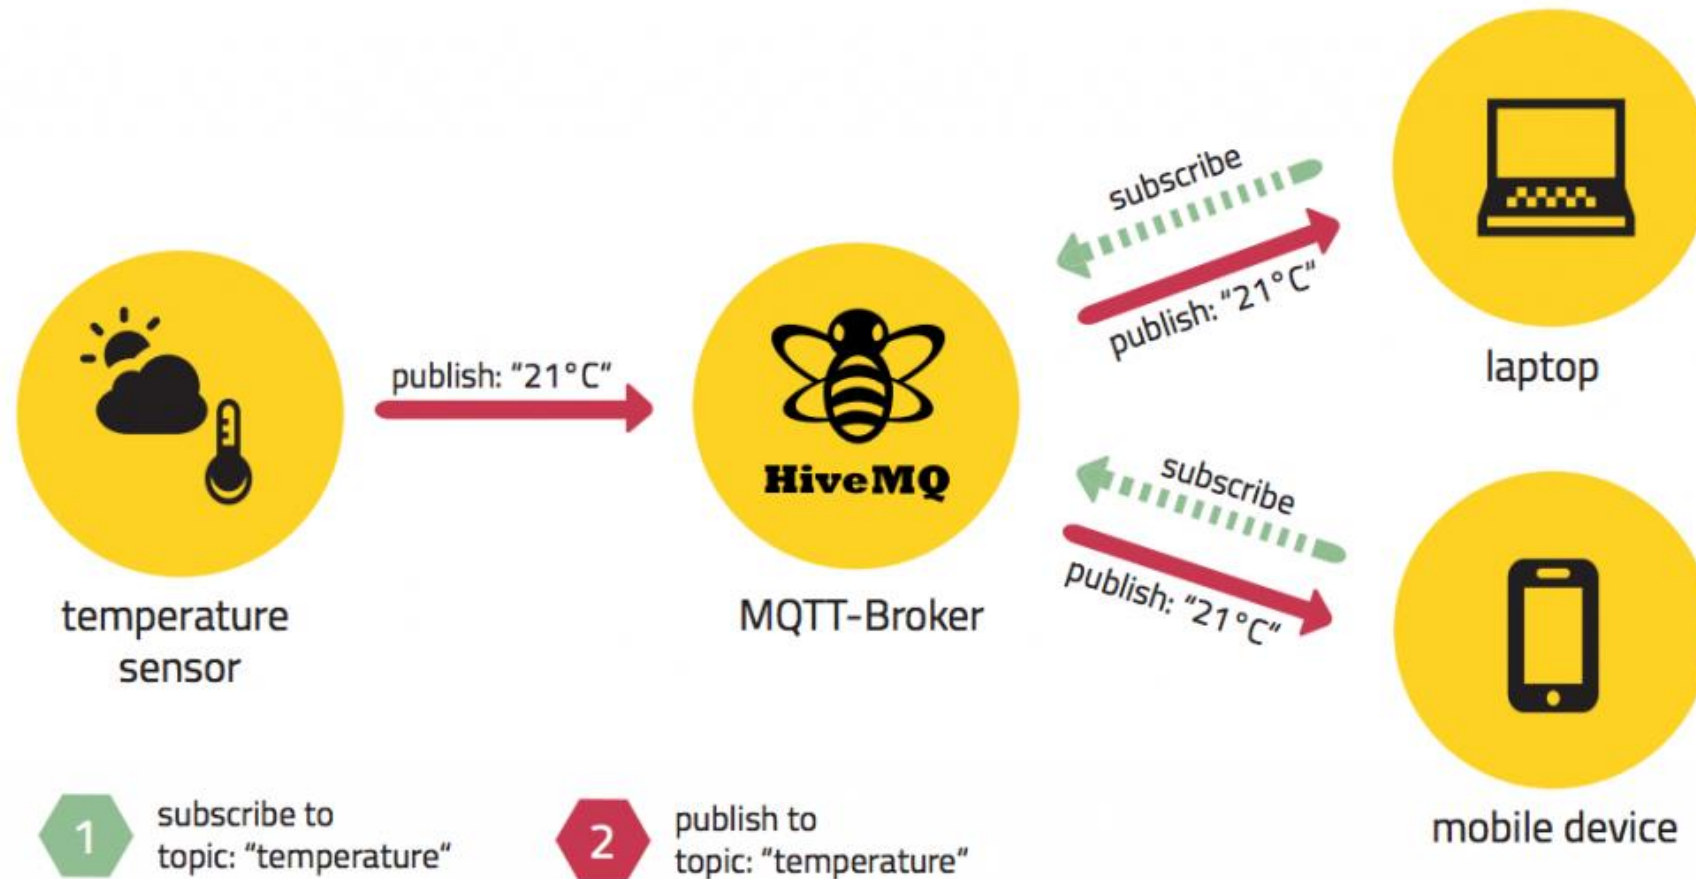 subscribe
publish: “21°C“
laptop
publish: “21°C“
HiveMQ
subscribe
publish: “21°C“
temperature
sensor
MQTT-Broker
mobile device
1
subscribe to
topic: “temperature“
2
publish to
topic: “temperature“